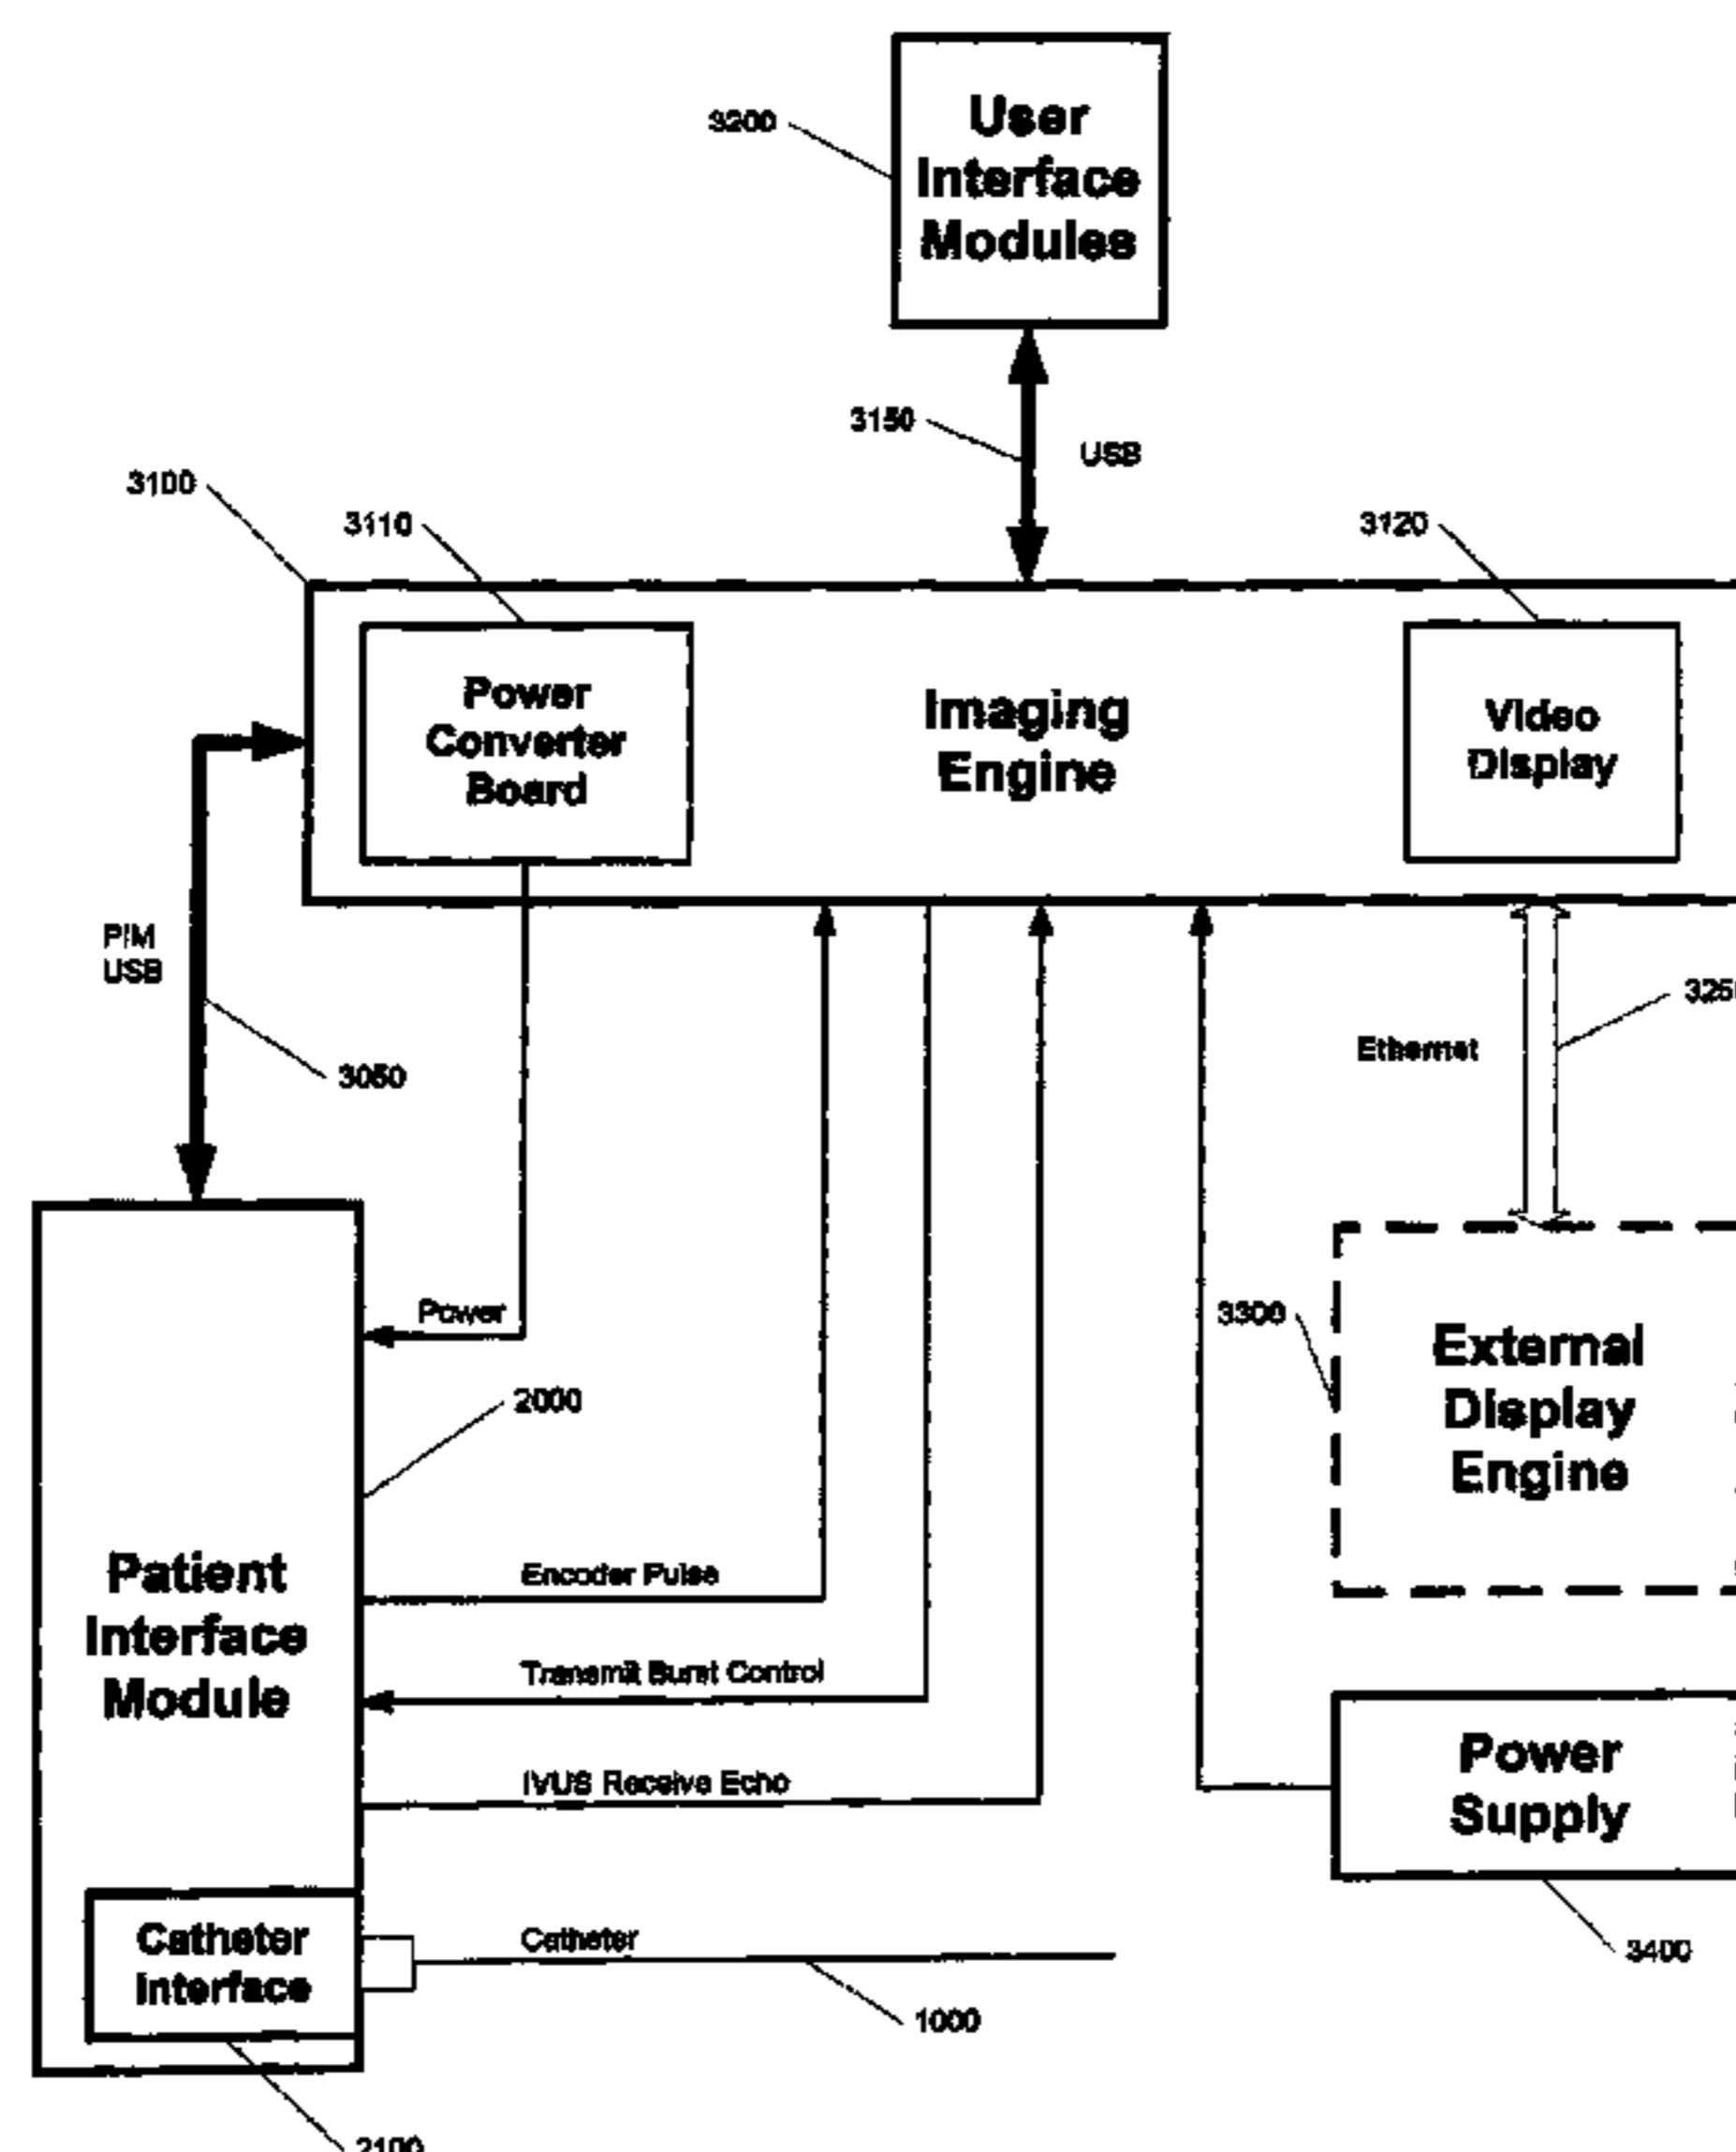 3200
User
Interface
Modules
3150
USB
3100
3110
3120
Power
Converter
Board
Imaging
Engine
Video
Display
PIM
USB
3050
Ethernet
Power
2000
3300
External
Display
Engine
Patient
Interface
Module
Encoder Pulse
Transmit Burst Control
IVUS Receive Echo
Power
Supply
3400
Catheter
Interface
Catheter
1000
2100